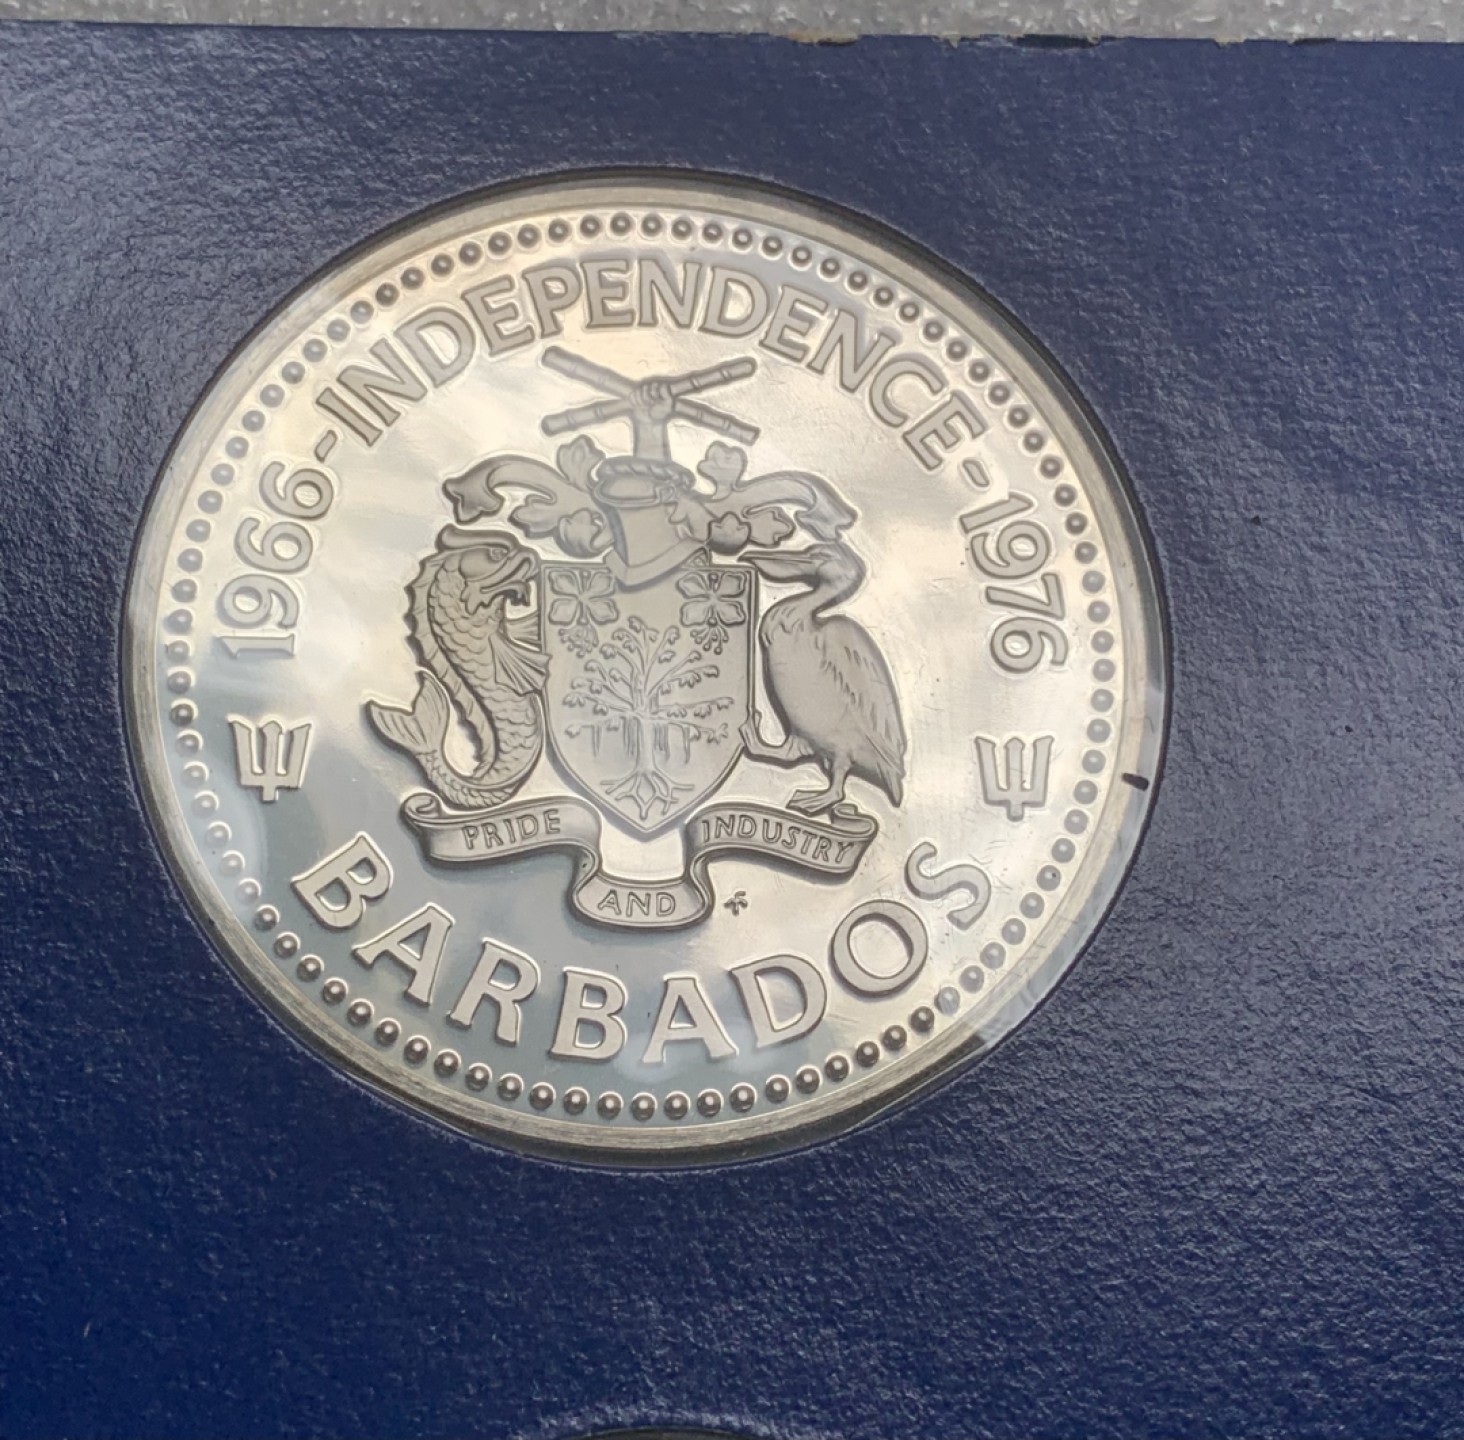 1966-INDEPENDENCE-1976
PRIDE AND INDUSTRY
BARBADOS